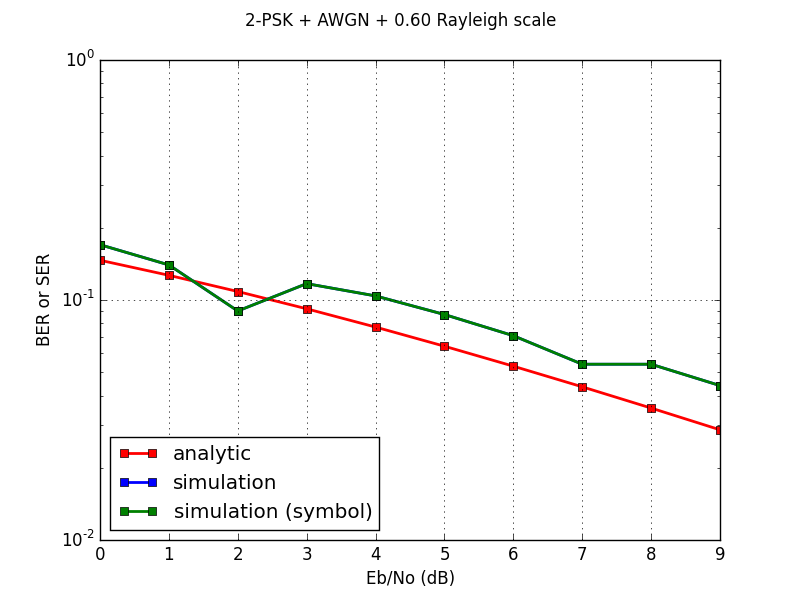 2-PSK + AWGN + 0.60 Rayleigh scale
10^0
10^-1
10^-2
BER or SER
analytic
simulation
simulation (symbol)
0 1 2 3 4 5 6 7 8 9
Eb/No (dB)